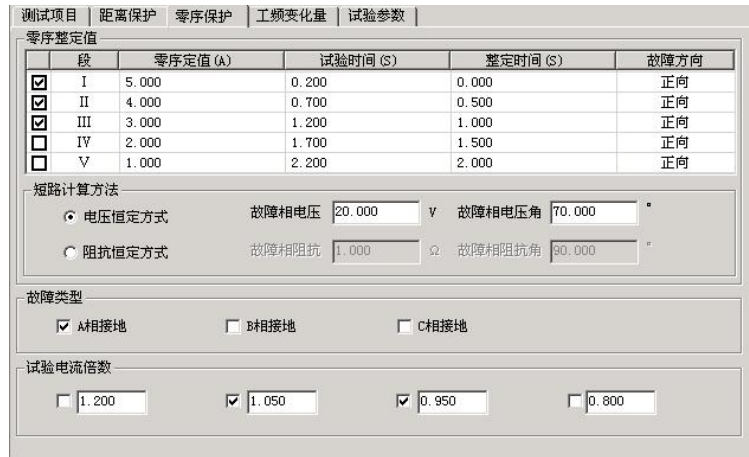 测试项目 距离保护 零序保护 工频变化量 试验参数
零序整定值
段 零序定值(A) 试验时间(S) 整定时间(S) 故障方向
I 5.000 0.200 0.000 正向
II 4.000 0.700 0.500 正向
III 3.000 1.200 1.000 正向
IV 2.000 1.700 1.500 正向
V 1.000 2.200 2.000 正向
短路计算方法
电压恒定方式 故障相电压 20.000 V 故障相电压角 70.000 °
阻抗恒定方式 故障相阻抗 1.000 Ω 故障相阻抗角 90.000 °
故障类型
A相接地 B相接地 C相接地
试验电流倍数
1.200 1.050 0.950 0.800